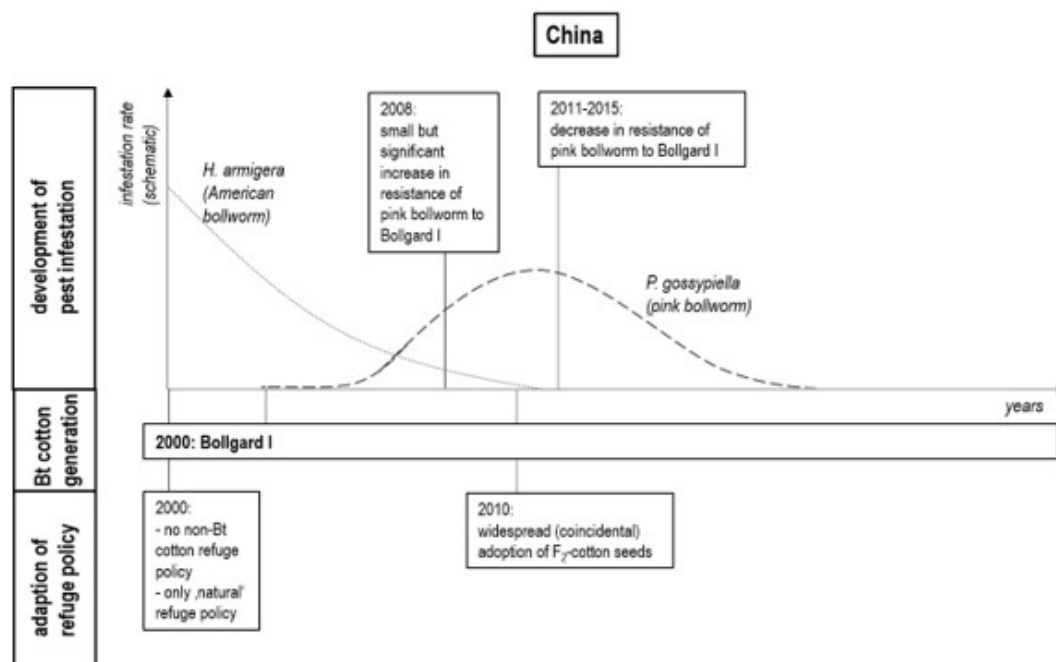 China
development of
pest infestation
infestation rate
(schematic)
H. armigera
(American
bollworm)
2008:
small but
significant
increase in
resistance of
pink bollworm to
Bollgard I
2011-2015:
decrease in resistance of
pink bollworm to Bollgard I
P. gossypiella
(pink bollworm)
years
Bt cotton
generation
2000: Bollgard I
adaption of
refuge policy
2000:
- no non-Bt
cotton refuge
policy
- only ‚natural‘
refuge policy
2010:
widespread (coincidental)
adoption of F₂-cotton seeds